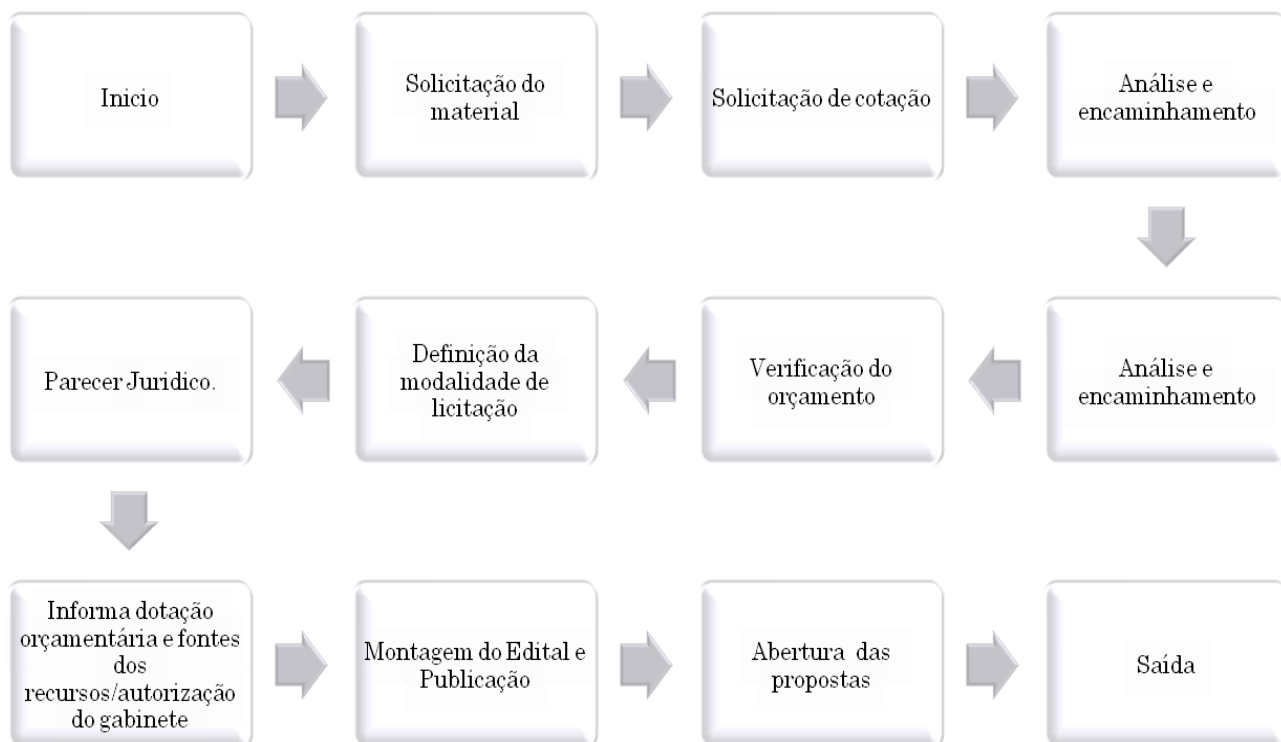 Inicio
Solicitação do
material
Solicitação de cotação
Análise e
encaminhamento
Análise e
encaminhamento
Verificação do
orçamento
Definição da
modalidade de
licitação
Parecer Juridico.
Informa dotação
orçamentária e fontes
dos
recursos/autorização
do gabinete
Montagem do Edital e
Publicação
Abertura das
propostas
Saída